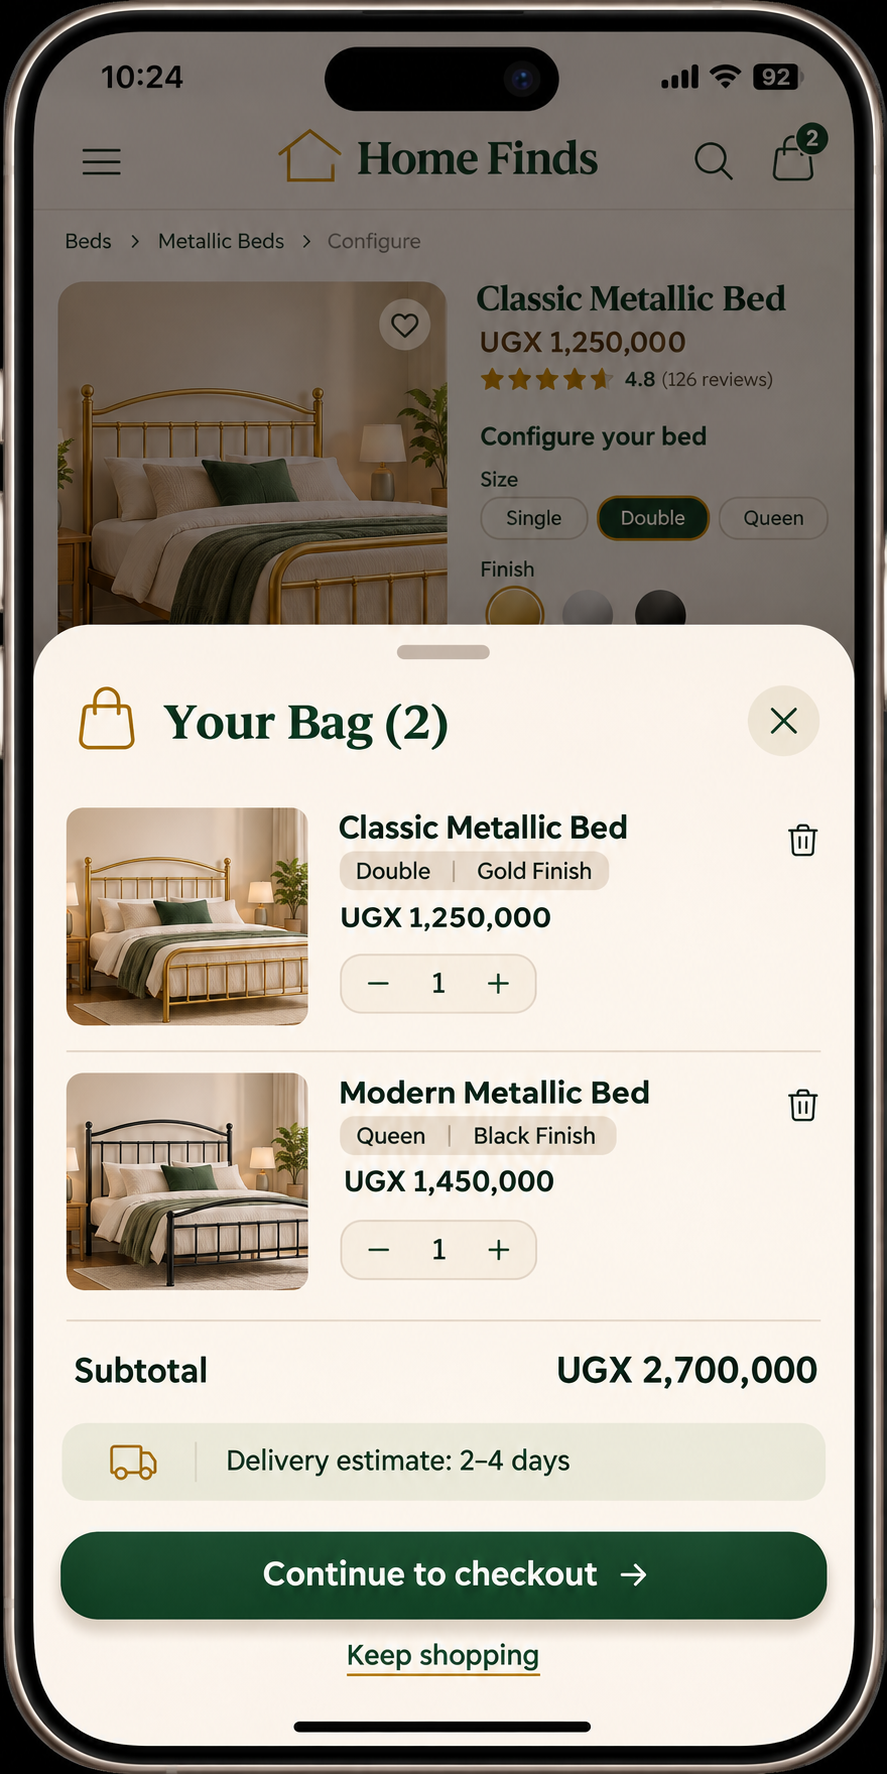 10:24
92
Home Finds
2
Beds > Metallic Beds > Configure
Classic Metallic Bed
UGX 1,250,000
4.8 (126 reviews)
Configure your bed
Size
Single Double Queen
Finish
Your Bag (2)
Classic Metallic Bed
Double | Gold Finish
UGX 1,250,000
− 1 +
Modern Metallic Bed
Queen | Black Finish
UGX 1,450,000
− 1 +
Subtotal UGX 2,700,000
Delivery estimate: 2–4 days
Continue to checkout →
Keep shopping